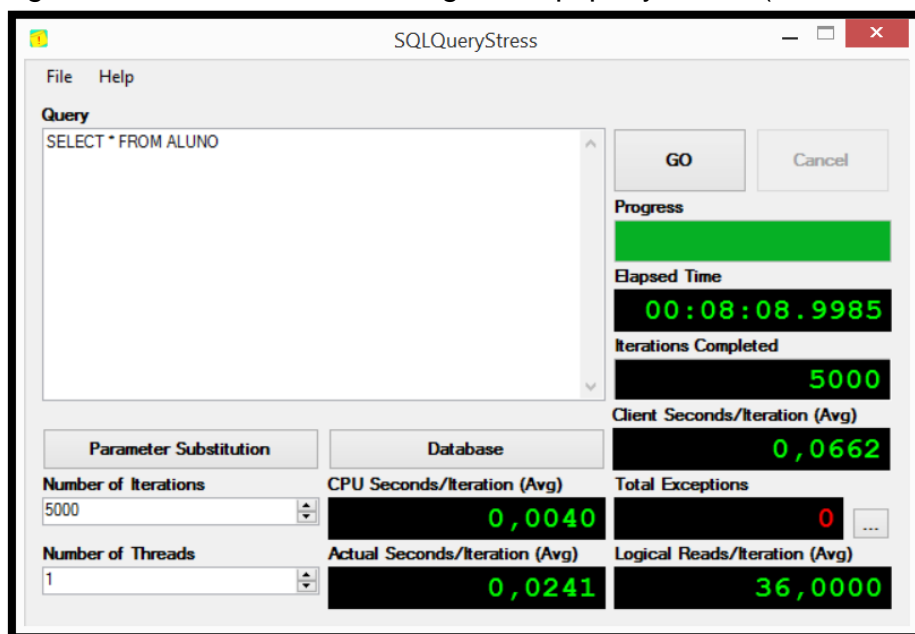 SQLQueryStress
File Help
Query
SELECT * FROM ALUNO
GO
Cancel
Progress
Elapsed Time
00:08:08.9985
Iterations Completed
5000
Client Seconds/Iteration (Avg)
0,0662
Parameter Substitution
Database
Number of Iterations
CPU Seconds/Iteration (Avg)
Total Exceptions
5000
0,0040
0
...
Number of Threads
Actual Seconds/Iteration (Avg)
Logical Reads/Iteration (Avg)
1
0,0241
36,0000